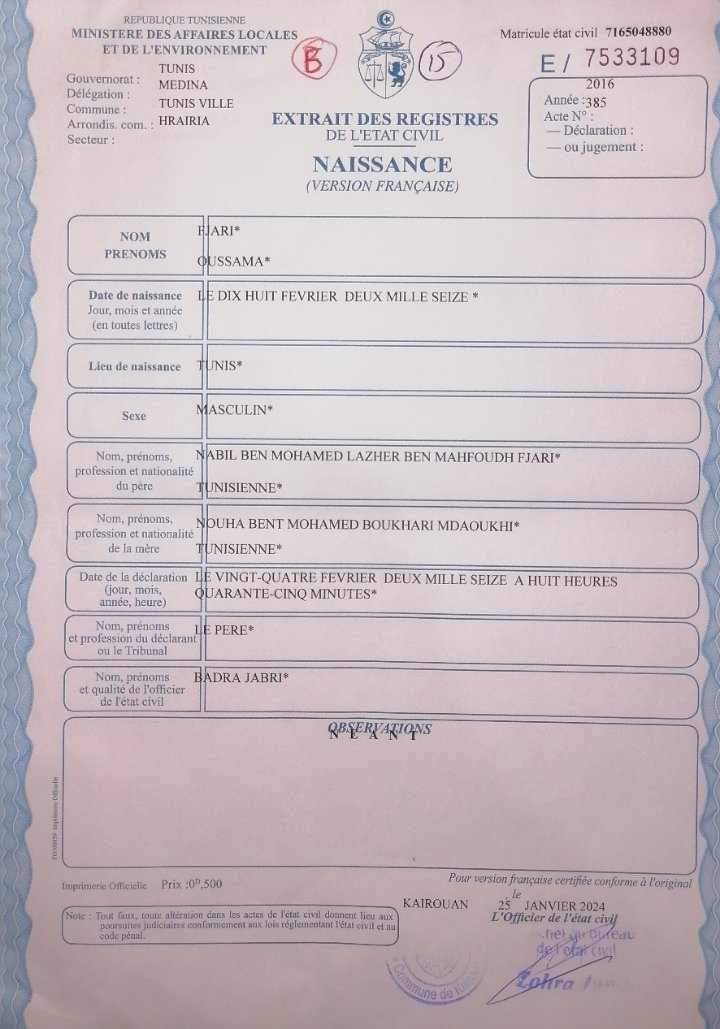 REPUBLIQUE TUNISIENNE
MINISTERE DES AFFAIRES LOCALES
ET DE L'ENVIRONNEMENT
Gouvernorat : TUNIS
Délégation : MEDINA
Commune : TUNIS VILLE
Arrondis. com. : HRAIRIA
Secteur :
B
15
Matricule état civil 7165048880
E / 7533109
2016
Année : 385
Acte N° :
— Déclaration :
— ou jugement :
EXTRAIT DES REGISTRES
DE L'ETAT CIVIL
NAISSANCE
(VERSION FRANÇAISE)
NOM
PRENOMS
FJARI*
OUSSAMA*
Date de naissance
Jour, mois et année
(en toutes lettres)
LE DIX HUIT FEVRIER DEUX MILLE SEIZE *
Lieu de naissance
TUNIS*
Sexe
MASCULIN*
Nom, prénoms,
profession et nationalité
du père
NABIL BEN MOHAMED LAZHER BEN MAHFOUDH FJARI*
TUNISIENNE*
Nom, prénoms,
profession et nationalité
de la mère
NOUHA BENT MOHAMED BOUKHARI MDAOUKHI*
TUNISIENNE*
Date de la déclaration
(jour, mois,
année, heure)
LE VINGT-QUATRE FEVRIER DEUX MILLE SEIZE A HUIT HEURES
QUARANTE-CINQ MINUTES*
Nom, prénoms
et profession du déclarant
ou le Tribunal
LE PERE*
Nom, prénoms
et qualité de l'officier
de l'état civil
BADRA JABRI*
OBSERVATIONS
N E A N T
Imprimerie Officielle Prix :0ᴰ,500
Pour version française certifiée conforme à l'original
KAIROUAN le 25 JANVIER 2024
L'Officier de l'état civil
Note : Tout faux, toute altération dans les actes de l'état civil donnent lieu aux
poursuites judiciaires conformement aux lois réglementant l'état civil et au
code pénal.
du Bureau
de l'état civil
Zohra
Commune de